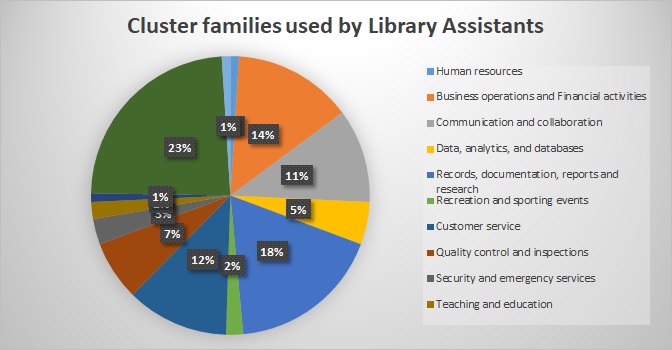 Cluster families used by Library Assistants
Human resources
Business operations and Financial activities
Communication and collaboration
Data, analytics, and databases
Records, documentation, reports and
research
Recreation and sporting events
Customer service
Quality control and inspections
Security and emergency services
Teaching and education
1%
14%
23%
11%
1%
5%
3%
7%
18%
12%
2%